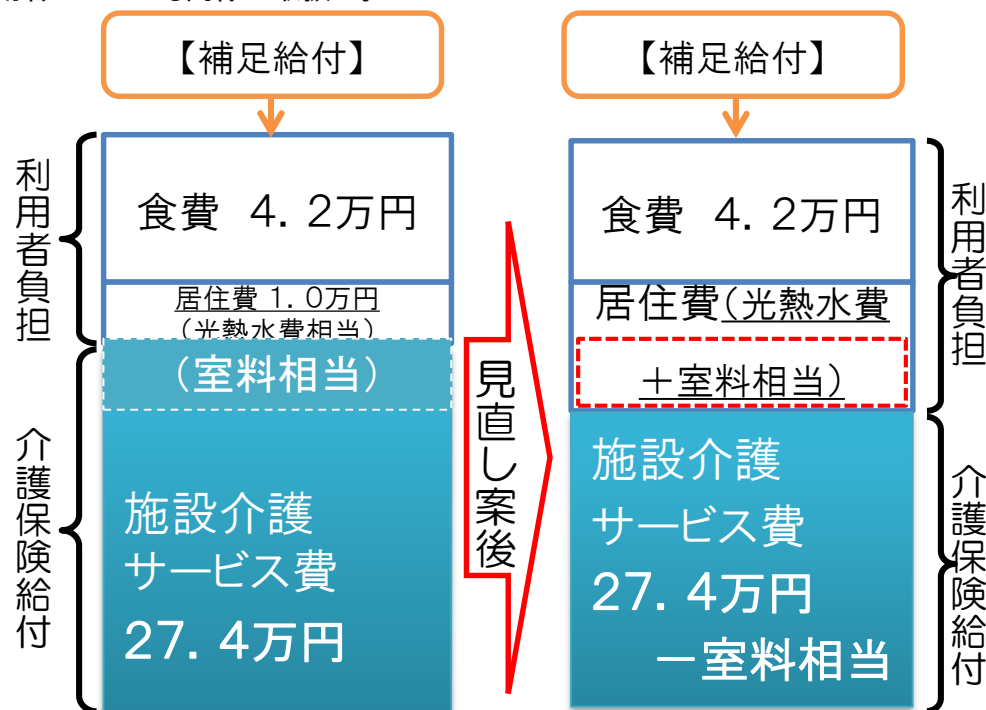 【補足給付】
利用者負担
食費 4.2万円
居住費 1.0万円
(光熱水費相当)
(室料相当)
介護保険給付
施設介護
サービス費
27.4万円
見直し案後
【補足給付】
食費 4.2万円
居住費(光熱水費
+室料相当)
利用者負担
施設介護
サービス費
27.4万円
-室料相当
介護保険給付